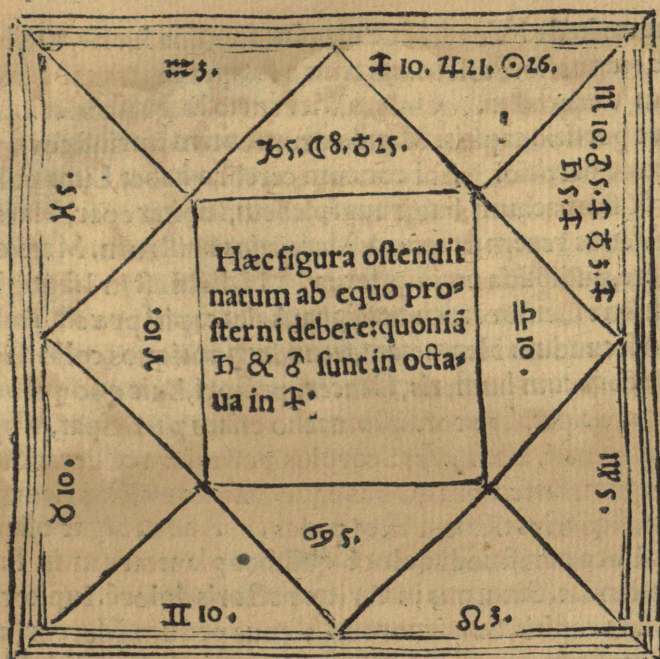 ♒3.
♐10. ♃21. ☉26.
♑5. ☾8. ☿25.
♏10. ♂5. ♐ ☿3. ♐
♄5. ♐
♓5.
Hæc figura oſtendit
natum ab equo pro⸗
ſterni debere: quoniã
♄ & ♂ ſunt in octa⸗
ua in ♐.
♈10.
♎10.
♉10.
♍5.
♋5.
♊10.
♌3.